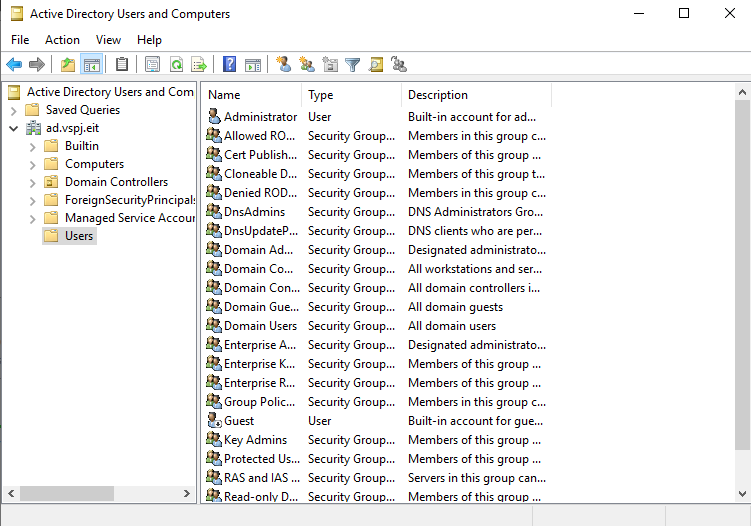 Active Directory Users and Computers
File Action View Help
Active Directory Users and Com
Saved Queries
ad.vspj.eit
Builtin
Computers
Domain Controllers
ForeignSecurityPrincipals
Managed Service Accour
Users
Name Type Description
Administrator User Built-in account for ad...
Allowed RO... Security Group... Members in this group c...
Cert Publish... Security Group... Members of this group ...
Cloneable D... Security Group... Members of this group t...
Denied ROD... Security Group... Members in this group c...
DnsAdmins Security Group... DNS Administrators Gro...
DnsUpdateP... Security Group... DNS clients who are per...
Domain Ad... Security Group... Designated administrato...
Domain Co... Security Group... All workstations and ser...
Domain Con... Security Group... All domain controllers i...
Domain Gue... Security Group... All domain guests
Domain Users Security Group... All domain users
Enterprise A... Security Group... Designated administrato...
Enterprise K... Security Group... Members of this group ...
Enterprise R... Security Group... Members of this group ...
Group Polic... Security Group... Members in this group c...
Guest User Built-in account for gue...
Key Admins Security Group... Members of this group ...
Protected Us... Security Group... Members of this group ...
RAS and IAS ... Security Group... Servers in this group can...
Read-only D... Security Group... Members of this group ...